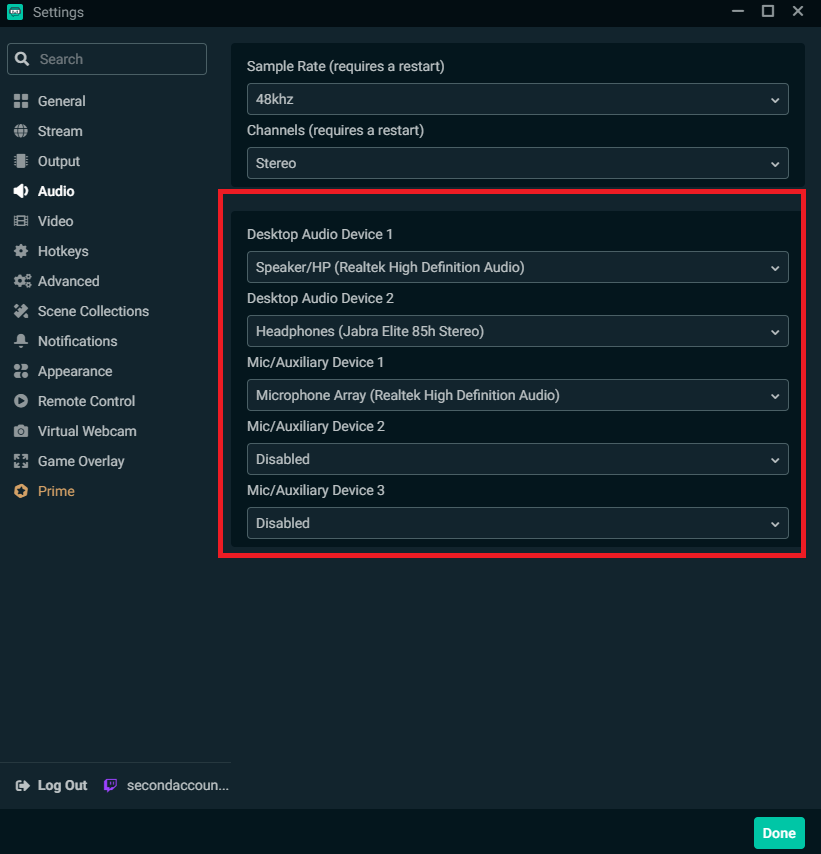 Settings
Search
General
Stream
Output
Audio
Video
Hotkeys
Advanced
Scene Collections
Notifications
Appearance
Remote Control
Virtual Webcam
Game Overlay
Prime
Log Out secondaccoun...
Sample Rate (requires a restart)
48khz
Channels (requires a restart)
Stereo
Desktop Audio Device 1
Speaker/HP (Realtek High Definition Audio)
Desktop Audio Device 2
Headphones (Jabra Elite 85h Stereo)
Mic/Auxiliary Device 1
Microphone Array (Realtek High Definition Audio)
Mic/Auxiliary Device 2
Disabled
Mic/Auxiliary Device 3
Disabled
Done